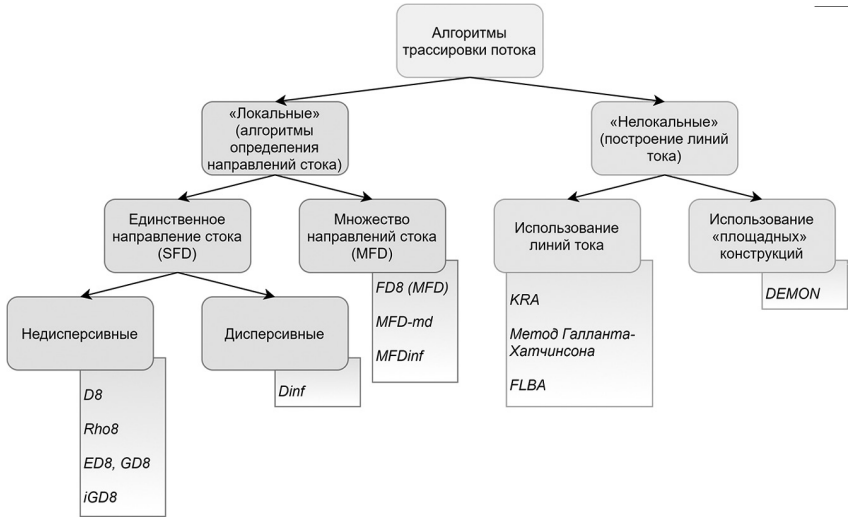 Алгоритмы
трассировки потока
«Локальные»
(алгоритмы
определения
направлений стока)
«Нелокальные»
(построение линий
тока)
Единственное
направление стока
(SFD)
Множество
направлений стока
(MFD)
Использование
линий тока
Использование
«площадных»
конструкций
FD8 (MFD)
MFD-md
MFDinf
KRA
Метод Галланта-
Хатчинсона
FLBA
DEMON
Недисперсивные
Дисперсивные
D8
Rho8
ED8, GD8
iGD8
Dinf